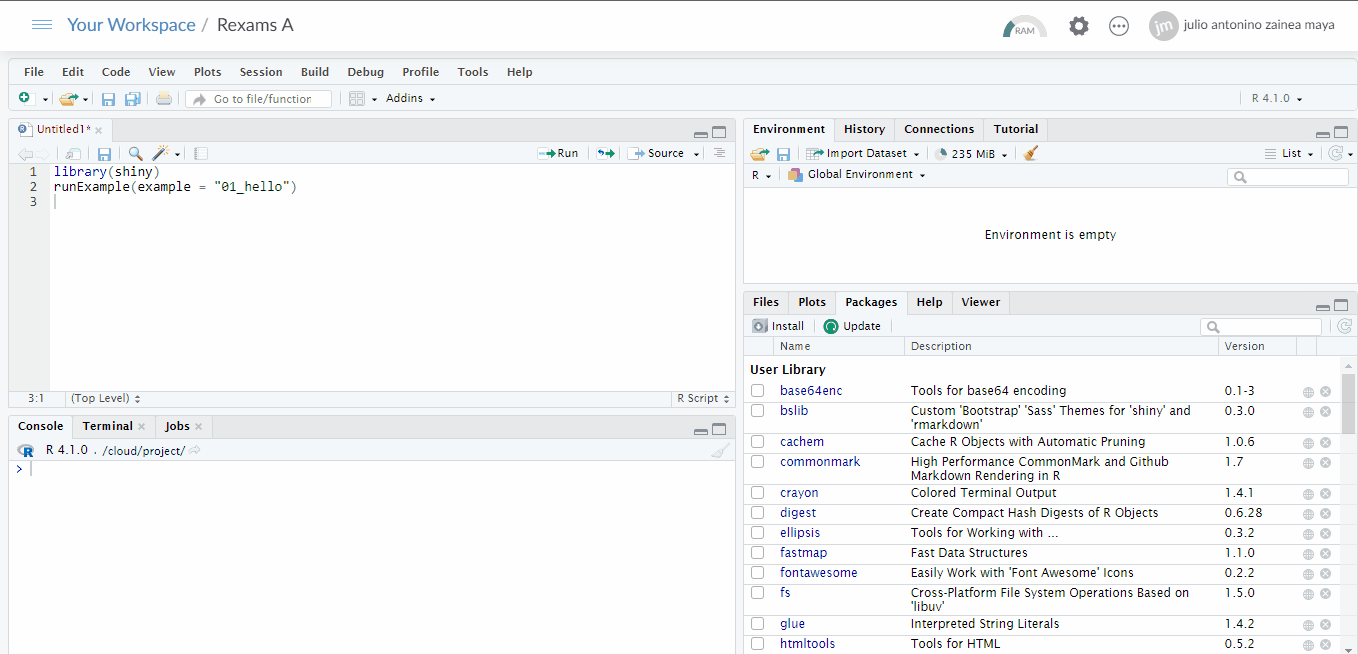 Your Workspace / Rexams A
RAM
jm
julio antonino zainea maya
File Edit Code View Plots Session Build Debug Profile Tools Help
Go to file/function
Addins
R 4.1.0
Untitled1*
Run
Source
1 library(shiny)
2 runExample(example = "01_hello")
3
3:1
(Top Level)
R Script
Console Terminal Jobs
R 4.1.0 . /cloud/project/
>
Environment History Connections Tutorial
Import Dataset
235 MiB
List
R
Global Environment
Environment is empty
Files Plots Packages Help Viewer
Install
Update
Name Description Version
User Library
base64enc Tools for base64 encoding 0.1-3
bslib Custom 'Bootstrap' 'Sass' Themes for 'shiny' and 0.3.0
'rmarkdown'
cachem Cache R Objects with Automatic Pruning 1.0.6
commonmark High Performance CommonMark and Github 1.7
Markdown Rendering in R
crayon Colored Terminal Output 1.4.1
digest Create Compact Hash Digests of R Objects 0.6.28
ellipsis Tools for Working with ... 0.3.2
fastmap Fast Data Structures 1.1.0
fontawesome Easily Work with 'Font Awesome' Icons 0.2.2
fs Cross-Platform File System Operations Based on 1.5.0
'libuv'
glue Interpreted String Literals 1.4.2
htmltools Tools for HTML 0.5.2